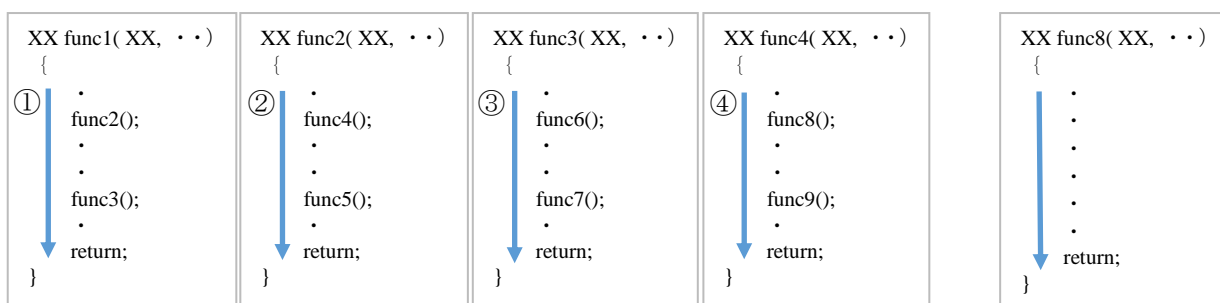 XX func1( XX, ・・)
{
①
・
func2();
・
・
func3();
・
return;
}
XX func2( XX, ・・)
{
②
・
func4();
・
・
func5();
・
return;
}
XX func3( XX, ・・)
{
③
・
func6();
・
・
func7();
・
return;
}
XX func4( XX, ・・)
{
④
・
func8();
・
・
func9();
・
return;
}
XX func8( XX, ・・)
{
・
・
・
・
・
・
return;
}